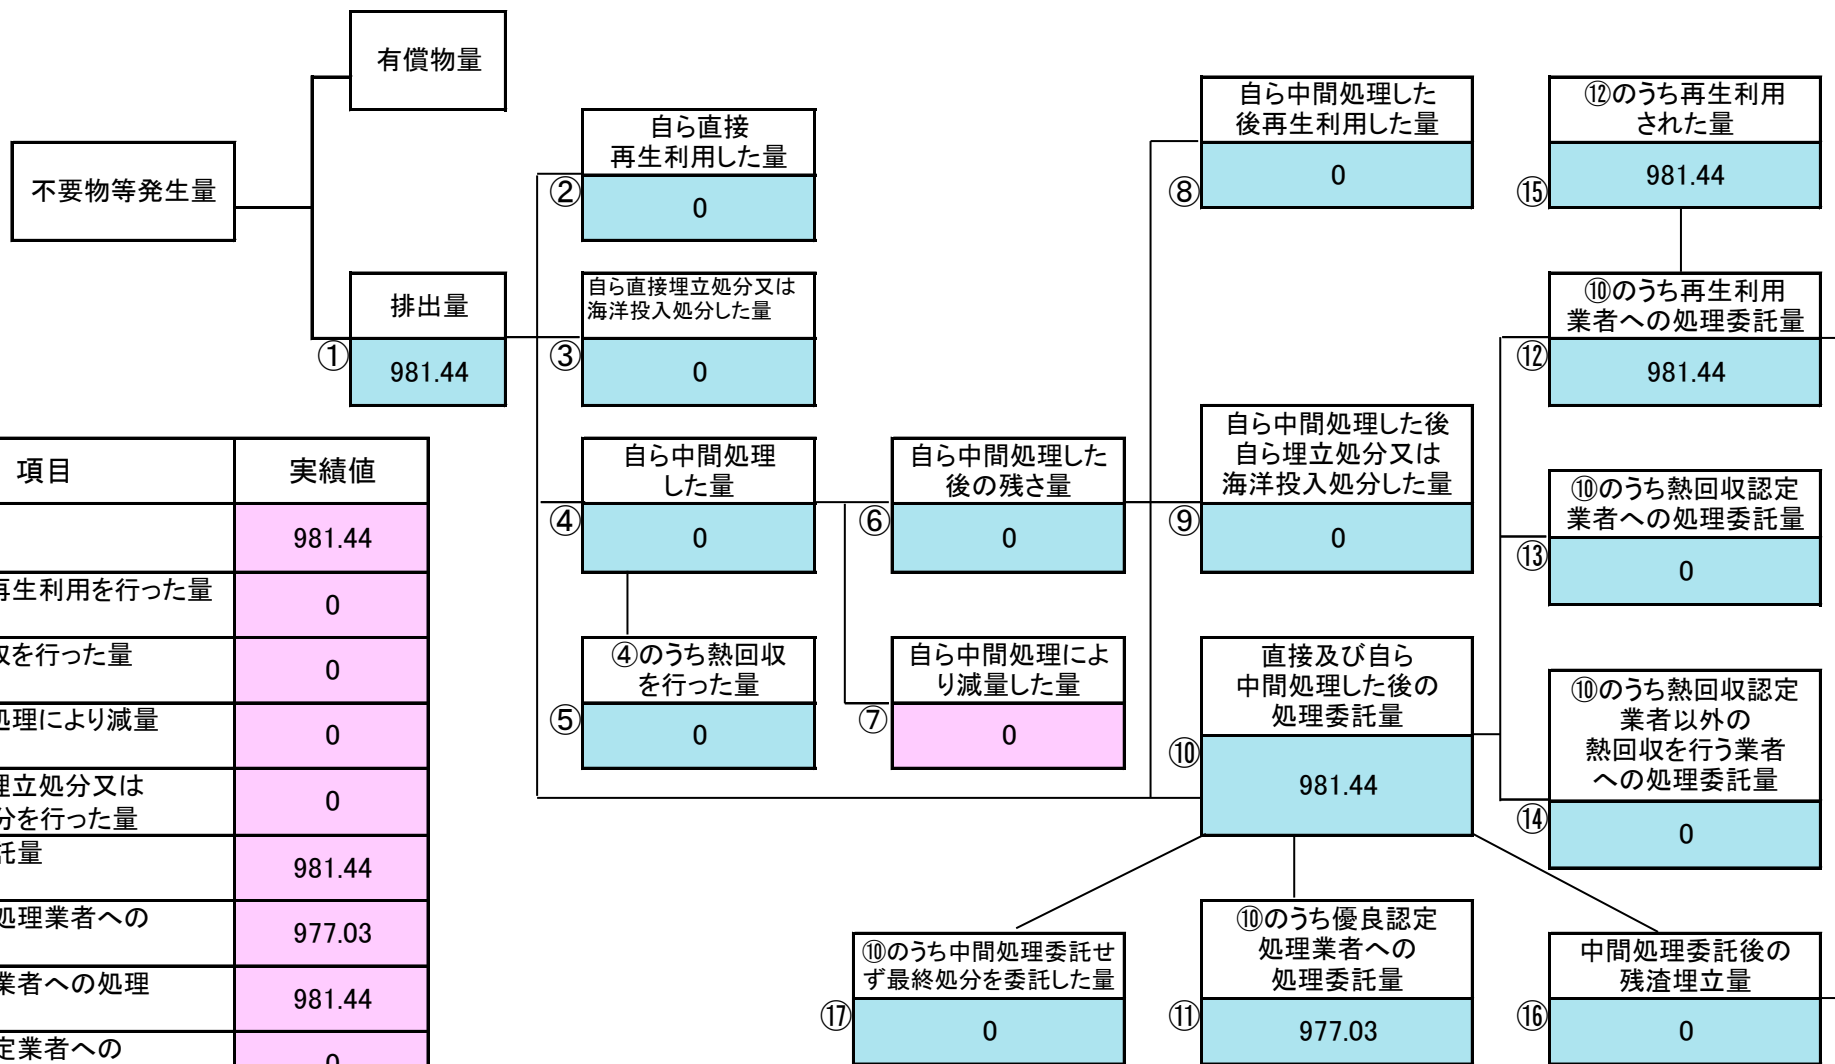 有償物量
不要物等発生量
排出量
①
981.44
自ら直接
再生利用した量
②
0
自ら直接埋立処分又は
海洋投入処分した量
③
0
自ら中間処理
した量
④
0
④のうち熱回収
を行った量
⑤
0
自ら中間処理した
後の残さ量
⑥
0
自ら中間処理によ
り減量した量
⑦
0
自ら中間処理した
後再生利用した量
⑧
0
自ら中間処理した後
自ら埋立処分又は
海洋投入処分した量
⑨
0
直接及び自ら
中間処理した後の
処理委託量
⑩
981.44
⑩のうち中間処理委託せ
ず最終処分を委託した量
⑰
0
⑩のうち優良認定
処理業者への
処理委託量
⑪
977.03
中間処理委託後の
残渣埋立量
⑯
0
⑫のうち再生利用
された量
⑮
981.44
⑩のうち再生利用
業者への処理委託量
⑫
981.44
⑩のうち熱回収認定
業者への処理委託量
⑬
0
⑩のうち熱回収認定
業者以外の
熱回収を行う業者
への処理委託量
⑭
0
項目 実績値
981.44
再生利用を行った量
0
を行った量
0
処理により減量
0
埋立処分又は
分を行った量
0
託量
981.44
処理業者への
977.03
業者への処理
981.44
定業者への
0